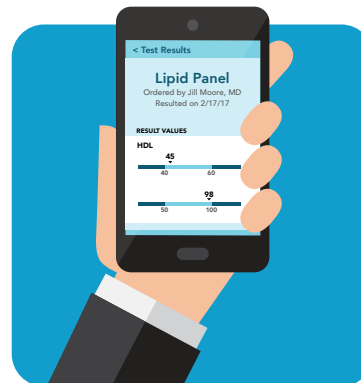 < Test Results
Lipid Panel
Ordered by Jill Moore, MD
Resulted on 2/17/17
RESULT VALUES
HDL
45
40 60
98
50 100